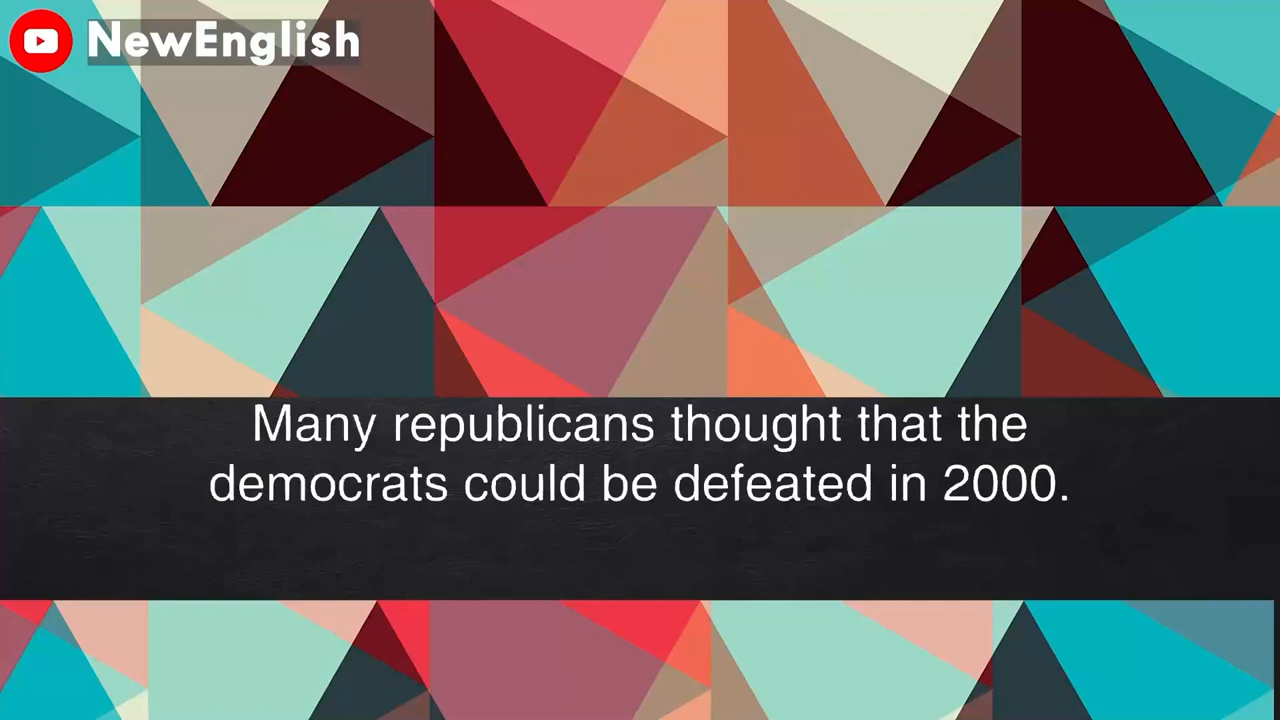 NewEnglish
Many republicans thought that the
democrats could be defeated in 2000.